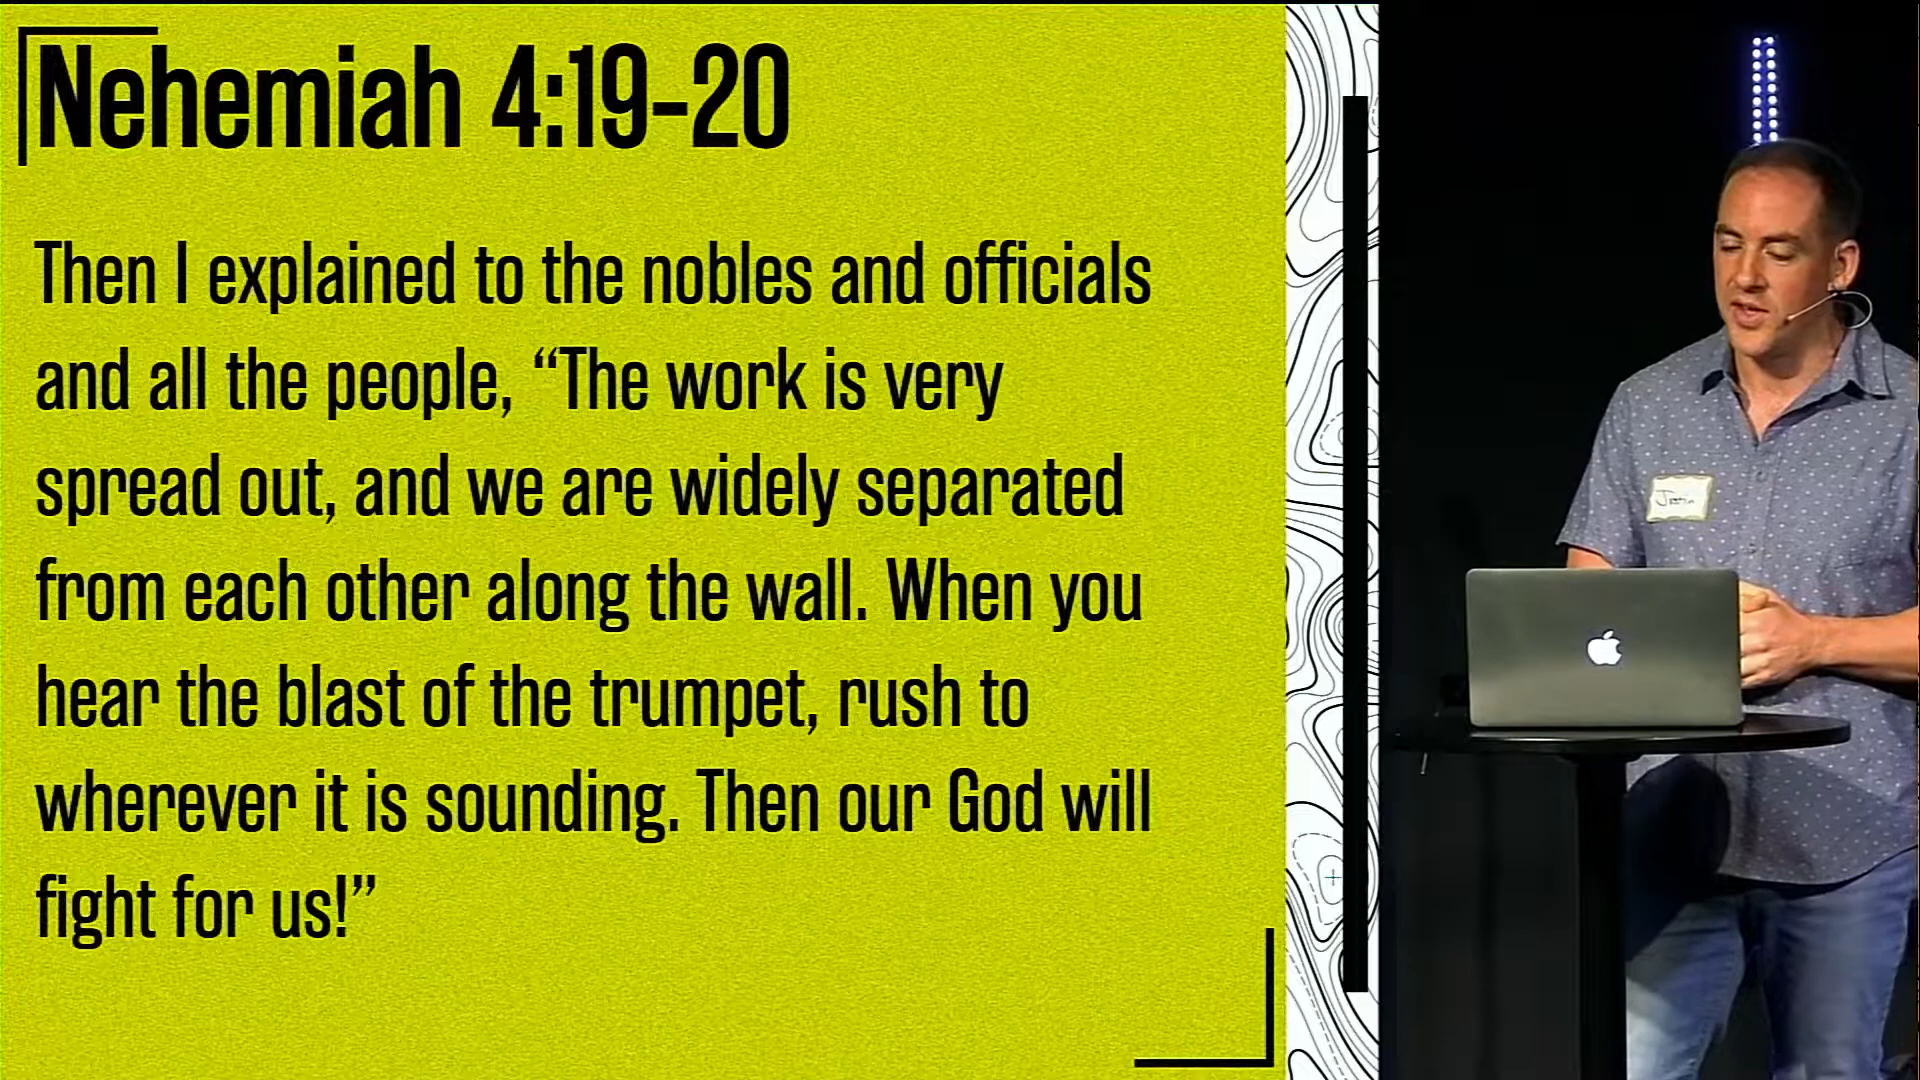 Nehemiah 4:19-20
Then I explained to the nobles and officials
and all the people, “The work is very
spread out, and we are widely separated
from each other along the wall. When you
hear the blast of the trumpet, rush to
wherever it is sounding. Then our God will
fight for us!”